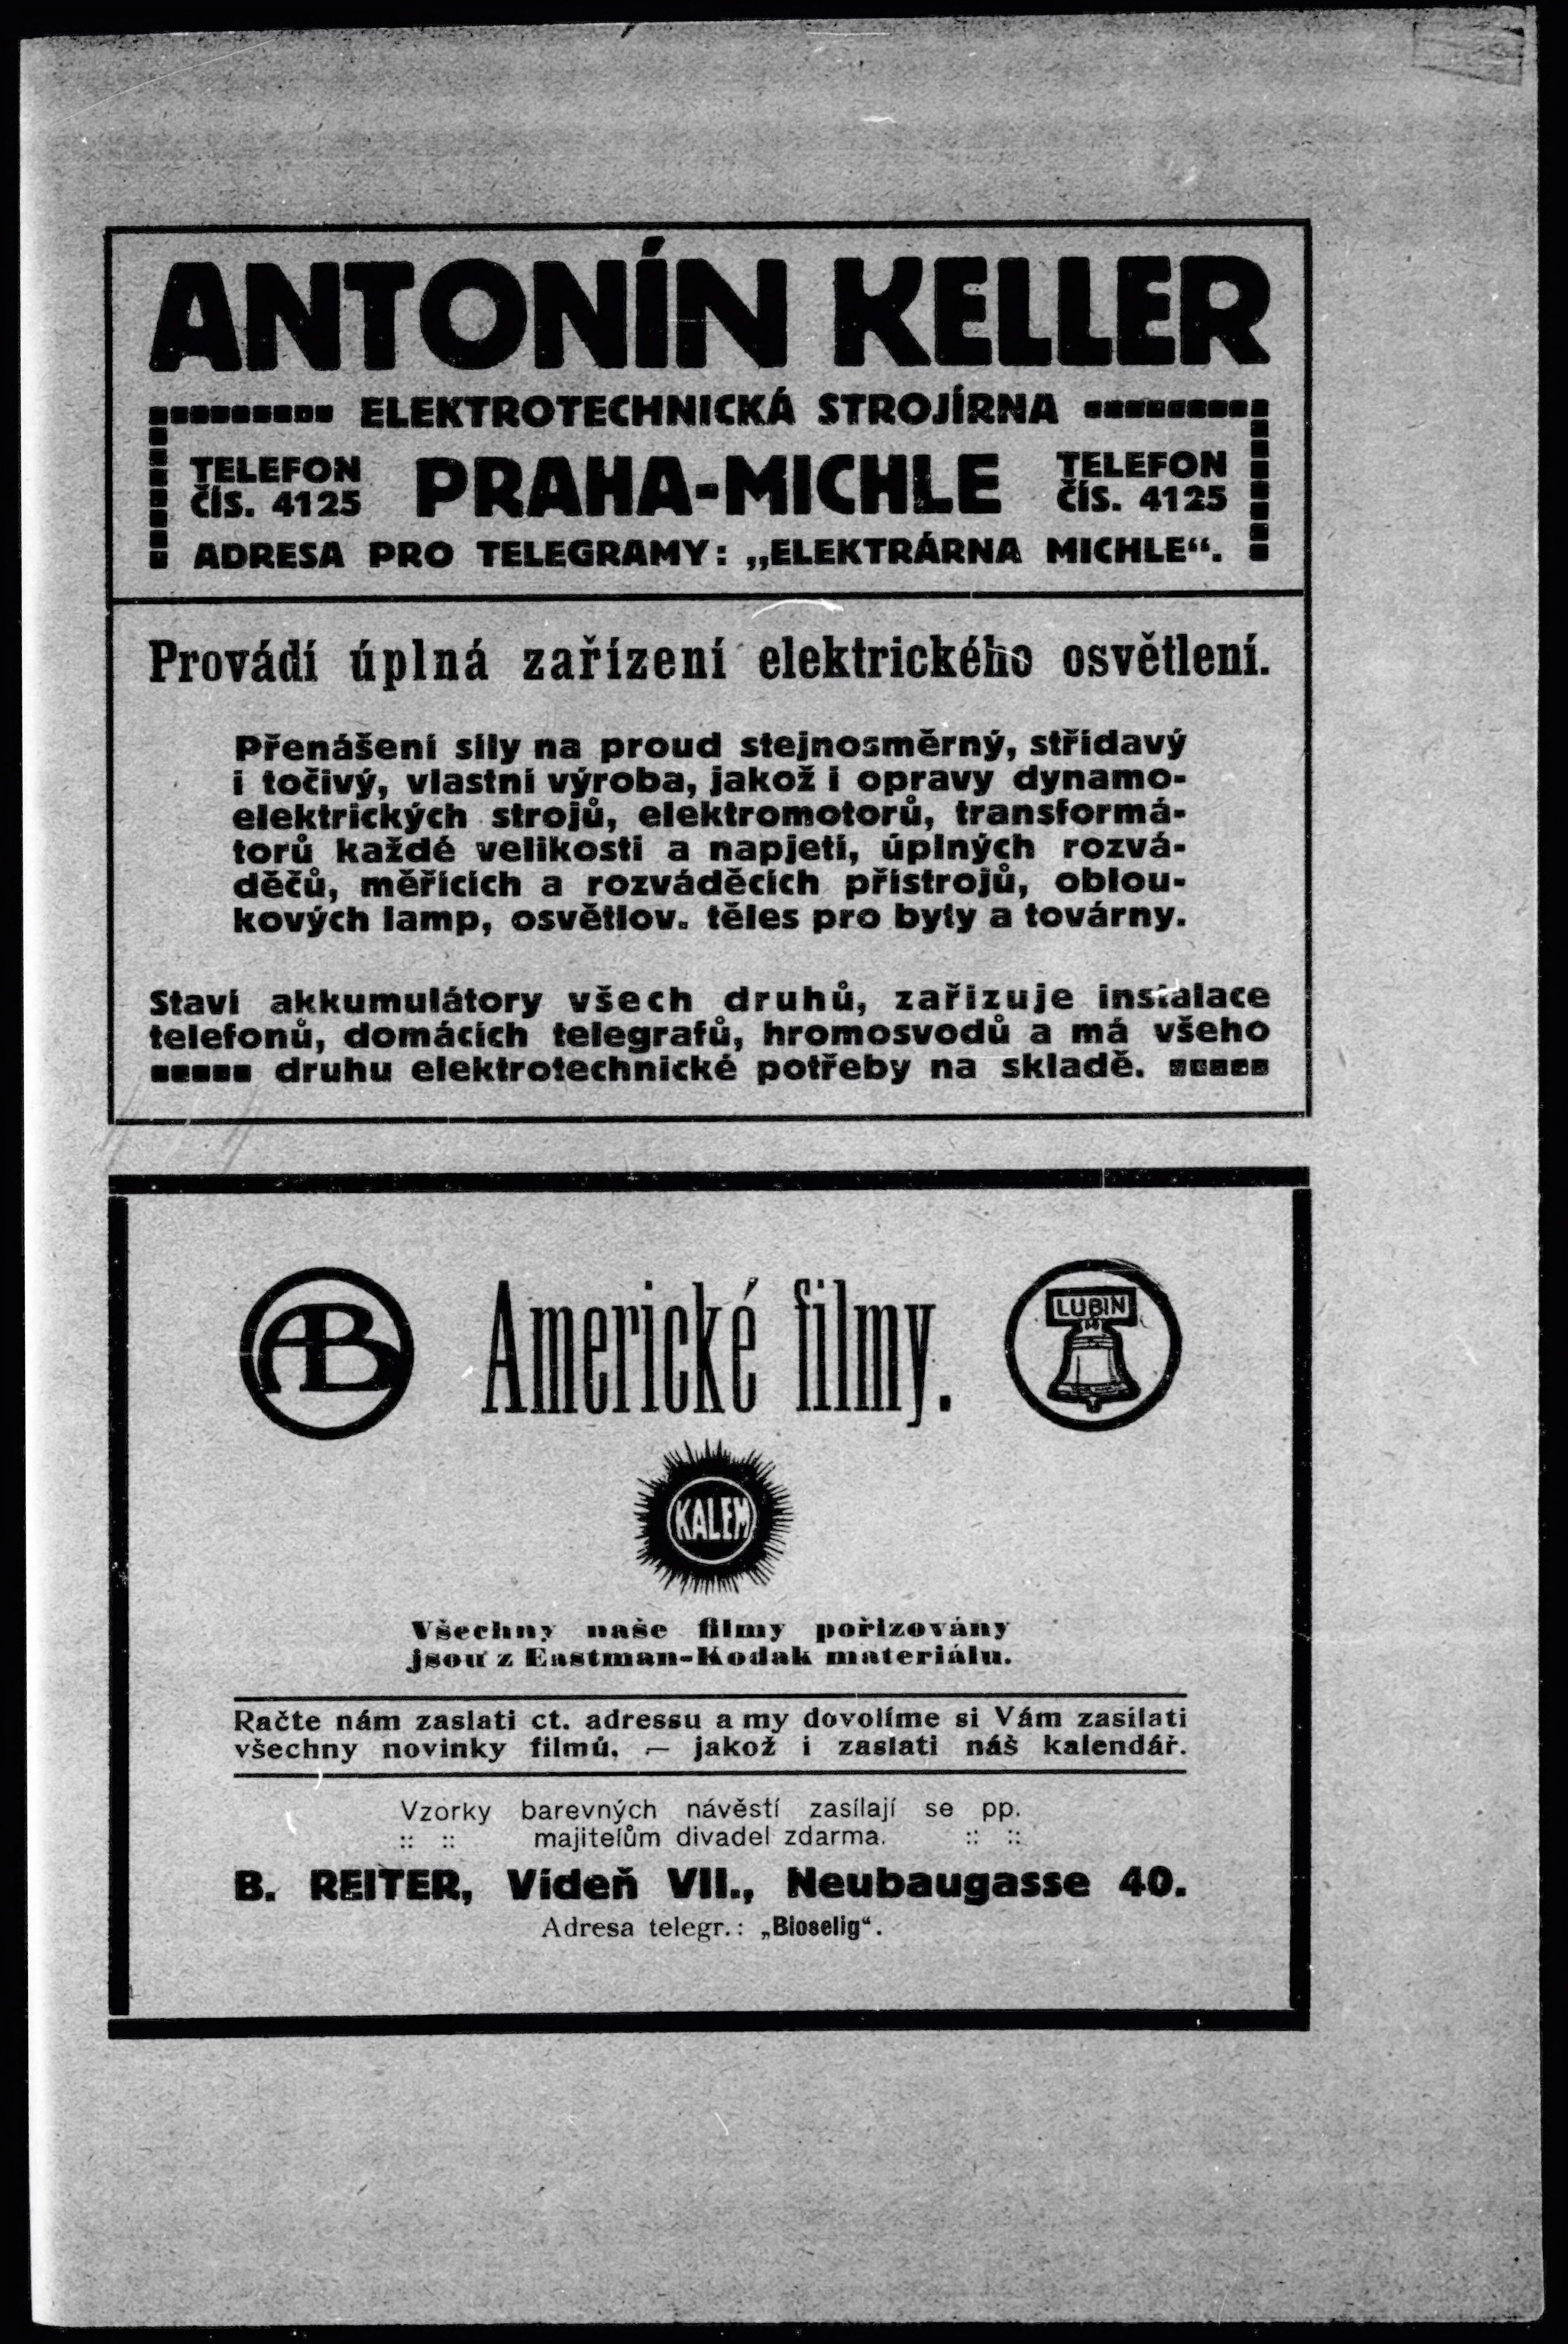 ANTONÍN KELLER
ELEKTROTECHNICKÁ STROJÍRNA
TELEFON ČÍS. 4125
PRAHA-MICHLE
TELEFON ČÍS. 4125
ADRESA PRO TELEGRAMY: „ELEKTRÁRNA MICHLE“.
Provádí úplná zařízení elektrického osvětlení.
Přenášení síly na proud stejnosměrný, střídavý
i točivý, vlastní výroba, jakož i opravy dynamo-
elektrických strojů, elektromotorů, transformá-
torů každé velikosti a napjetí, úplných rozvá-
děčů, měřících a rozváděcích přístrojů, oblou-
kových lamp, osvětlov. těles pro byty a továrny.
Staví akkumulátory všech druhů, zařizuje instalace
telefonů, domácích telegrafů, hromosvodů a má všeho
druhu elektrotechnické potřeby na skladě.
AB
Americké filmy.
LUBIN
KALEM
Všechny naše filmy pořizovány
jsou z Eastman-Kodak materiálu.
Račte nám zaslati ct. adressu a my dovolíme si Vám zasílati
všechny novinky filmů. — jakož i zaslati náš kalendář.
Vzorky barevných návěstí zasílají se pp.
:: :: majitelům divadel zdarma. :: ::
B. REITER, Vídeň VII., Neubaugasse 40.
Adresa telegr.: „Bioselig“.